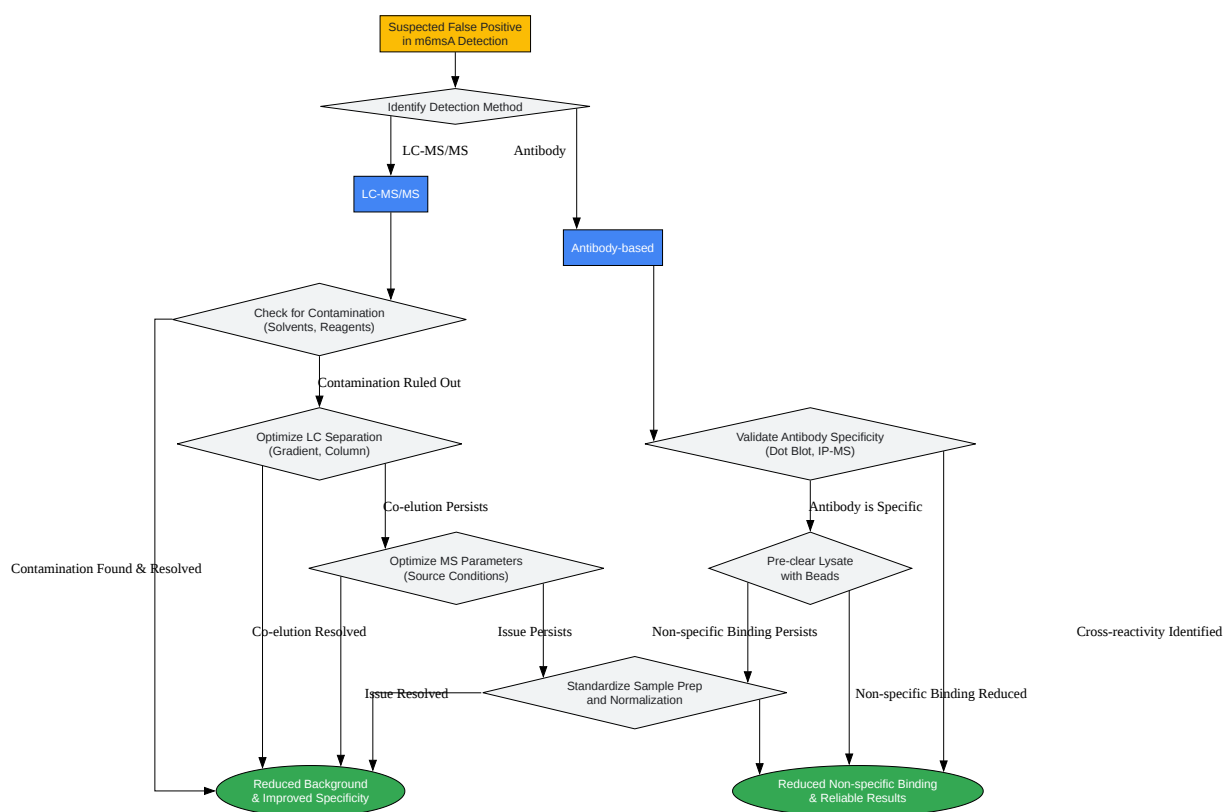 Suspected False Positive
in m6msA Detection
Identify Detection Method
LC-MS/MS
Antibody
LC-MS/MS
Antibody-based
Check for Contamination
(Solvents, Reagents)
Contamination Ruled Out
Optimize LC Separation
(Gradient, Column)
Validate Antibody Specificity
(Dot Blot, IP-MS)
Co-elution Persists
Antibody is Specific
Contamination Found & Resolved
Optimize MS Parameters
(Source Conditions)
Pre-clear Lysate
with Beads
Co-elution Resolved
Issue Persists
Non-specific Binding Persists
Cross-reactivity Identified
Issue Resolved
Standardize Sample Prep
and Normalization
Non-specific Binding Reduced
Reduced Background
& Improved Specificity
Reduced Non-specific Binding
& Reliable Results